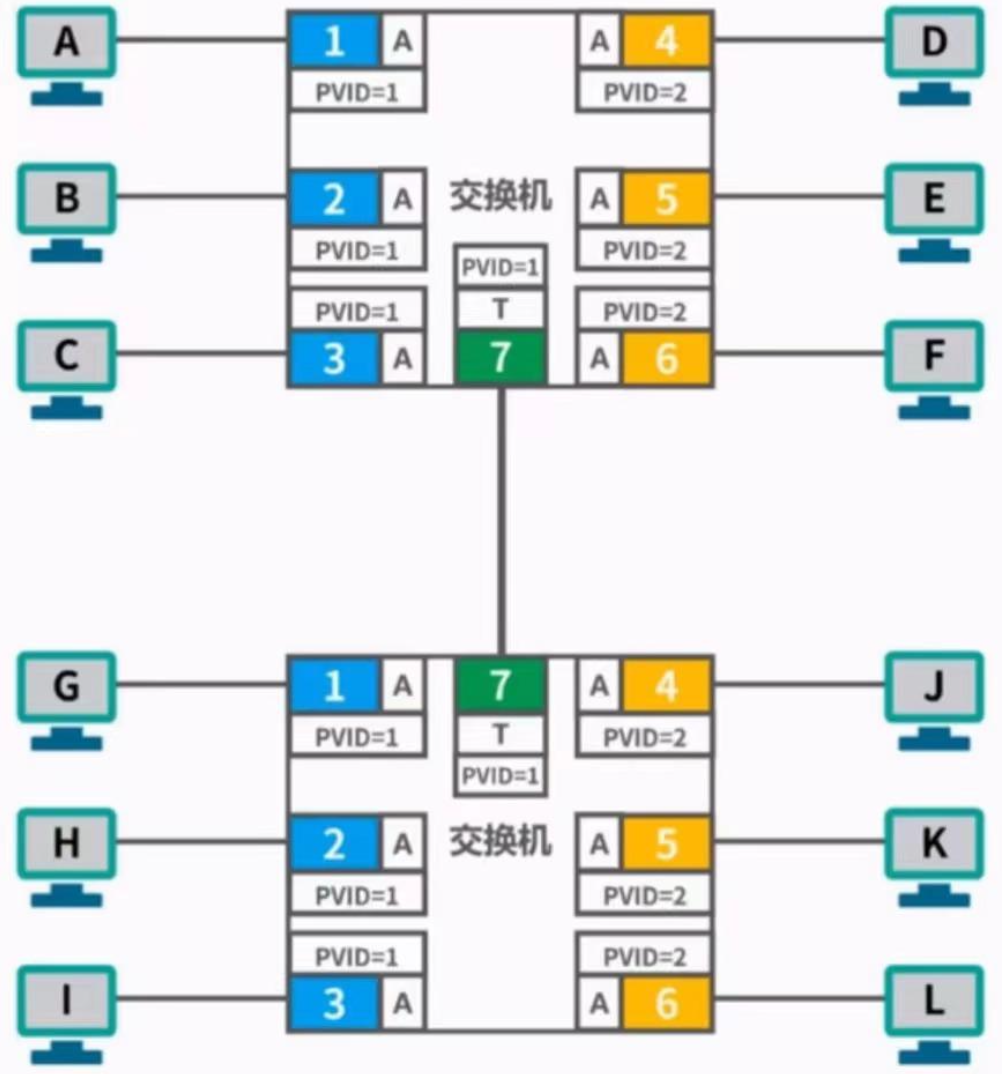 A 1 A A 4 D
PVID=1 PVID=2
B 2 A 交换机 A 5 E
PVID=1 PVID=1 PVID=2
PVID=1 T PVID=2
C 3 A 7 A 6 F
G 1 A 7 A 4 J
PVID=1 T PVID=2
PVID=1
H 2 A 交换机 A 5 K
PVID=1 PVID=2
PVID=1 PVID=2
I 3 A A 6 L